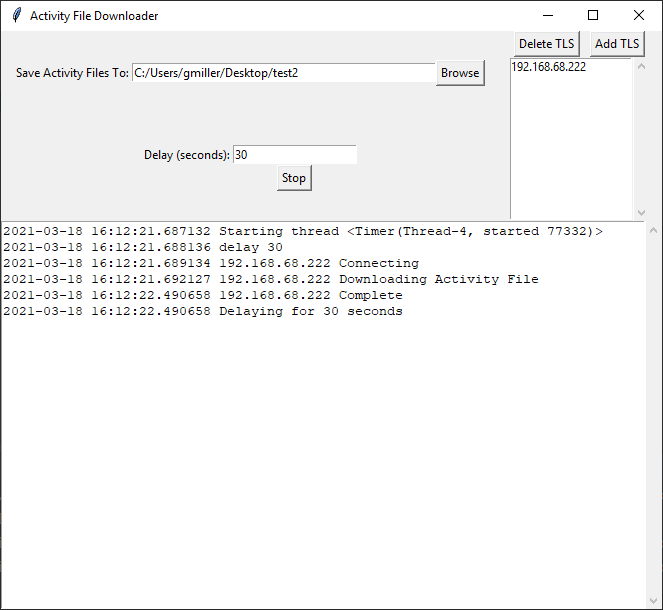 Activity File Downloader
Delete TLS Add TLS
Save Activity Files To: C:/Users/gmiller/Desktop/test2 Browse
192.168.68.222
Delay (seconds): 30
Stop
2021-03-18 16:12:21.687132 Starting thread <Timer(Thread-4, started 77332)>
2021-03-18 16:12:21.688136 delay 30
2021-03-18 16:12:21.689134 192.168.68.222 Connecting
2021-03-18 16:12:21.692127 192.168.68.222 Downloading Activity File
2021-03-18 16:12:22.490658 192.168.68.222 Complete
2021-03-18 16:12:22.490658 Delaying for 30 seconds